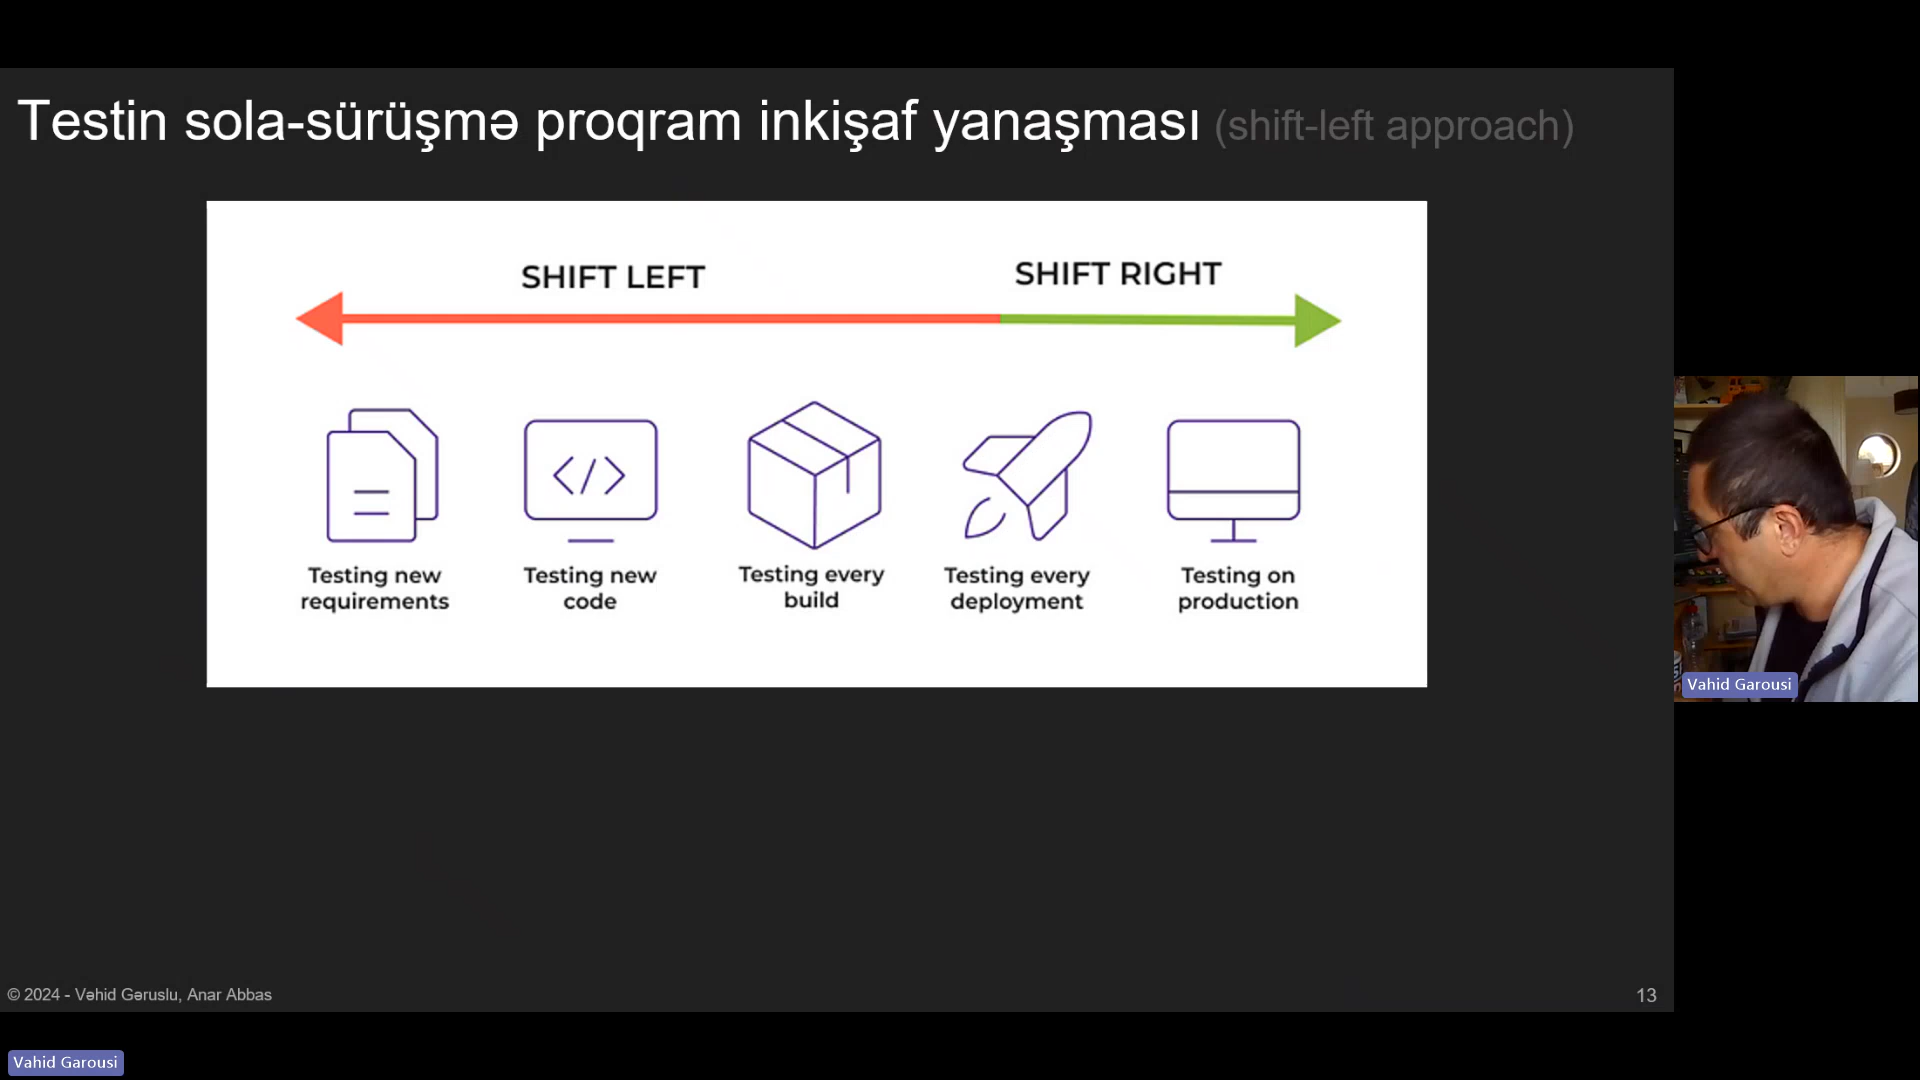 Testin sola-sürüşmə proqram inkişaf yanaşması (shift-left approach)
SHIFT LEFT
SHIFT RIGHT
Testing new
requirements
Testing new
code
Testing every
build
Testing every
deployment
Testing on
production
Vahid Garousi
© 2024 - Vəhid Gəruslu, Anar Abbas
13
Vahid Garousi